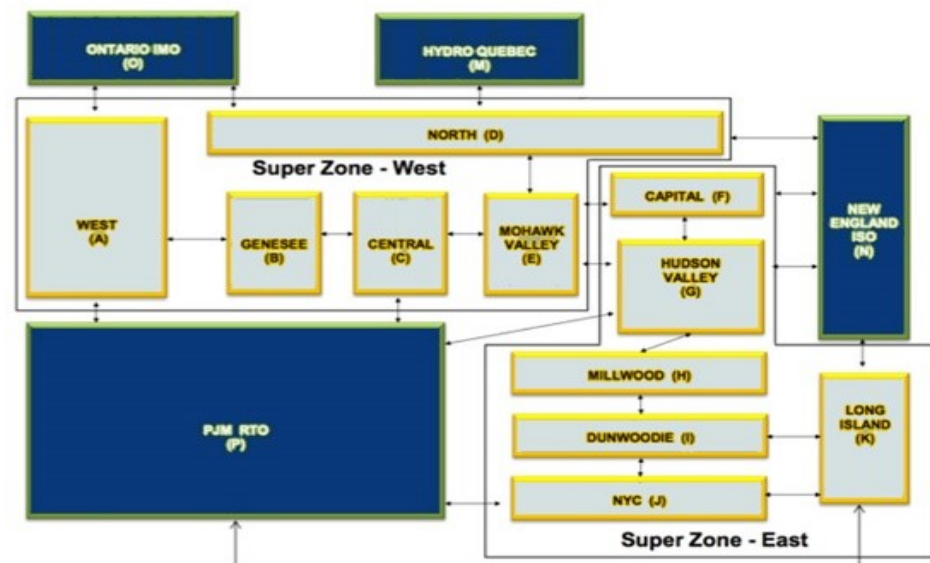 ONTARIO IMO
(O)
HYDRO QUEBEC
(M)
NORTH (D)
Super Zone - West
WEST
(A)
GENESEE
(B)
CENTRAL
(C)
MOHAWK
VALLEY
(E)
CAPITAL (F)
HUDSON
VALLEY
(G)
NEW
ENGLAND
ISO
(N)
PJM RTO
(P)
MILLWOOD (H)
DUNWOODIE (I)
NYC (J)
LONG
ISLAND
(K)
Super Zone - East